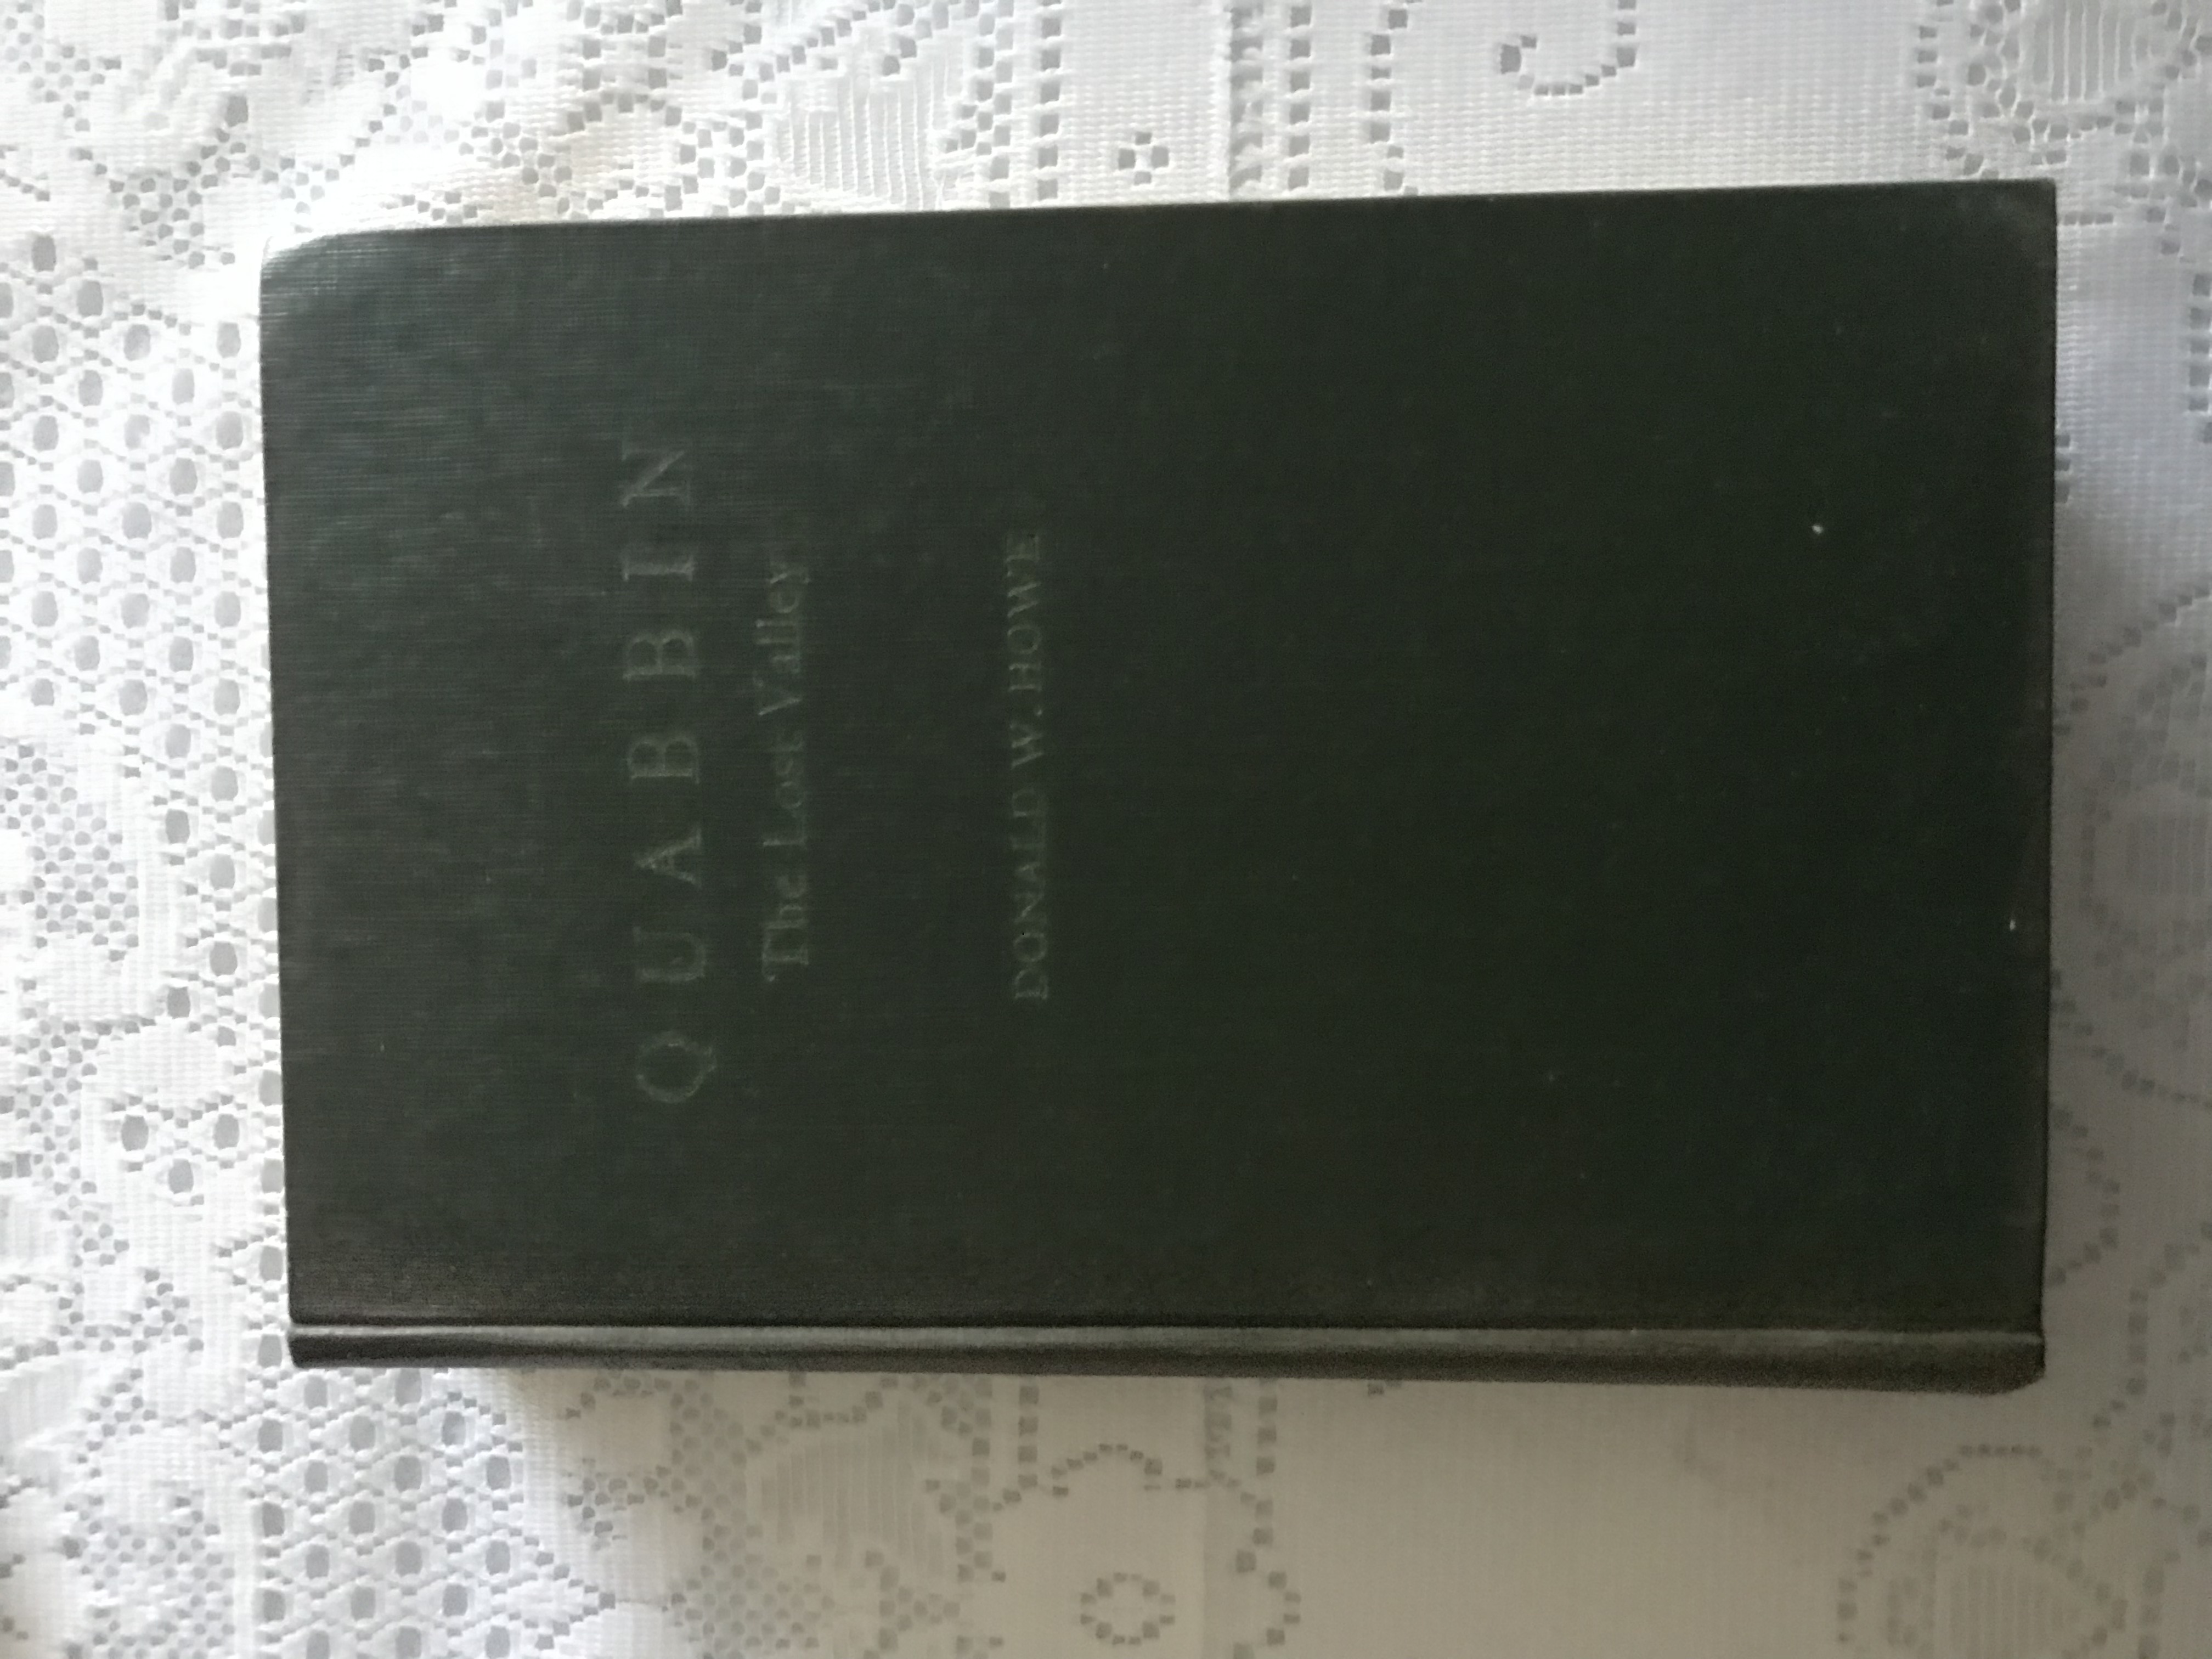 QUABBIN
The Lost Valley
DONALD W. HOWE